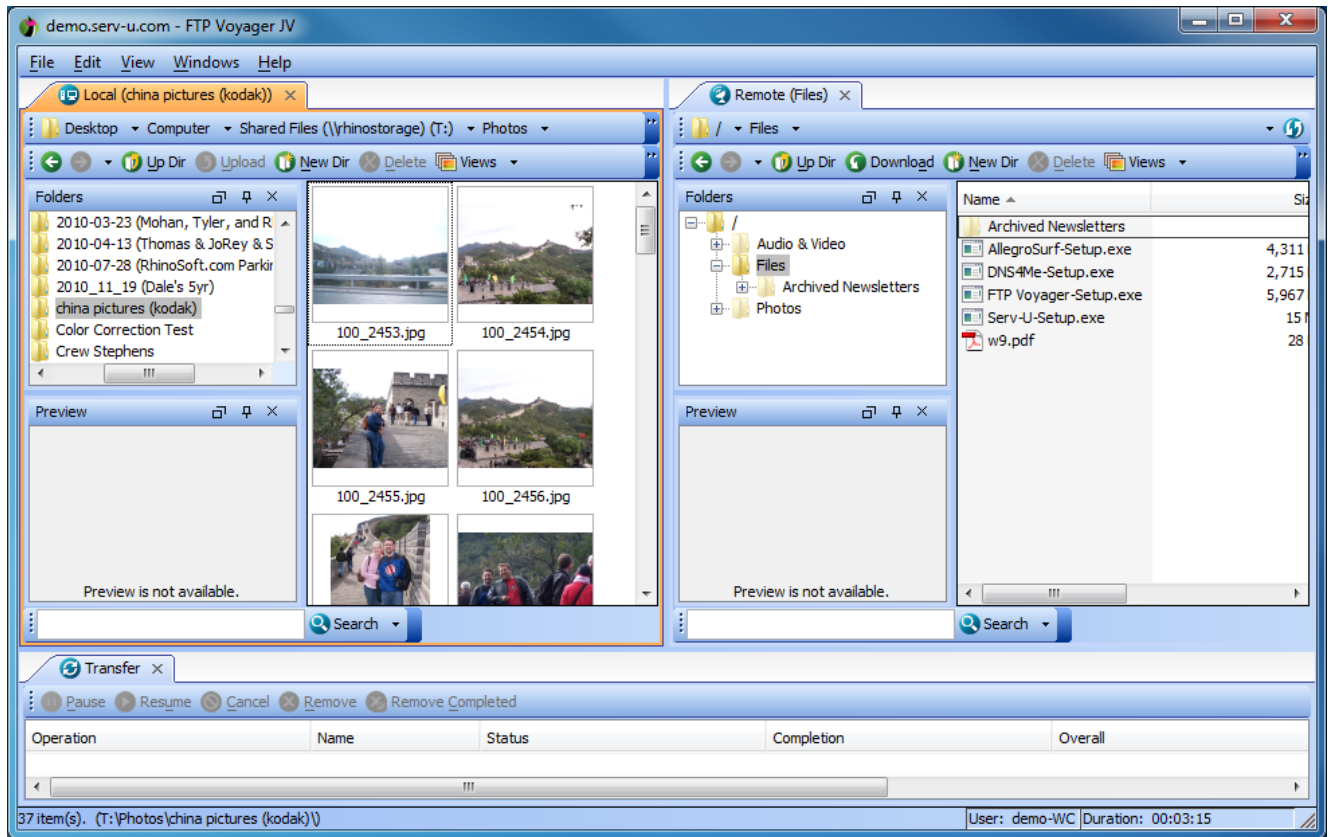 demo.serv-u.com - FTP Voyager JV
File Edit View Windows Help
Local (china pictures (kodak))
Desktop Computer Shared Files (\\rhinostorage) (T:) Photos
Up Dir Upload New Dir Delete Views
Folders
2010-03-23 (Mohan, Tyler, and R
2010-04-13 (Thomas & JoRey & S
2010-07-28 (RhinoSoft.com Parkir
2010_11_19 (Dale's 5yr)
china pictures (kodak)
Color Correction Test
Crew Stephens
Preview
Preview is not available.
100_2453.jpg 100_2454.jpg
100_2455.jpg 100_2456.jpg
Search
Remote (Files)
/ Files
Up Dir Download New Dir Delete Views
Folders
/
Audio & Video
Files
Archived Newsletters
Photos
Preview
Preview is not available.
Name Siz
Archived Newsletters
AllegroSurf-Setup.exe 4,311
DNS4Me-Setup.exe 2,715
FTP Voyager-Setup.exe 5,967
Serv-U-Setup.exe 15
w9.pdf 28
Search
Transfer
Pause Resume Cancel Remove Remove Completed
Operation Name Status Completion Overall
37 item(s). (T:\Photos\china pictures (kodak)\)
User: demo-WC Duration: 00:03:15